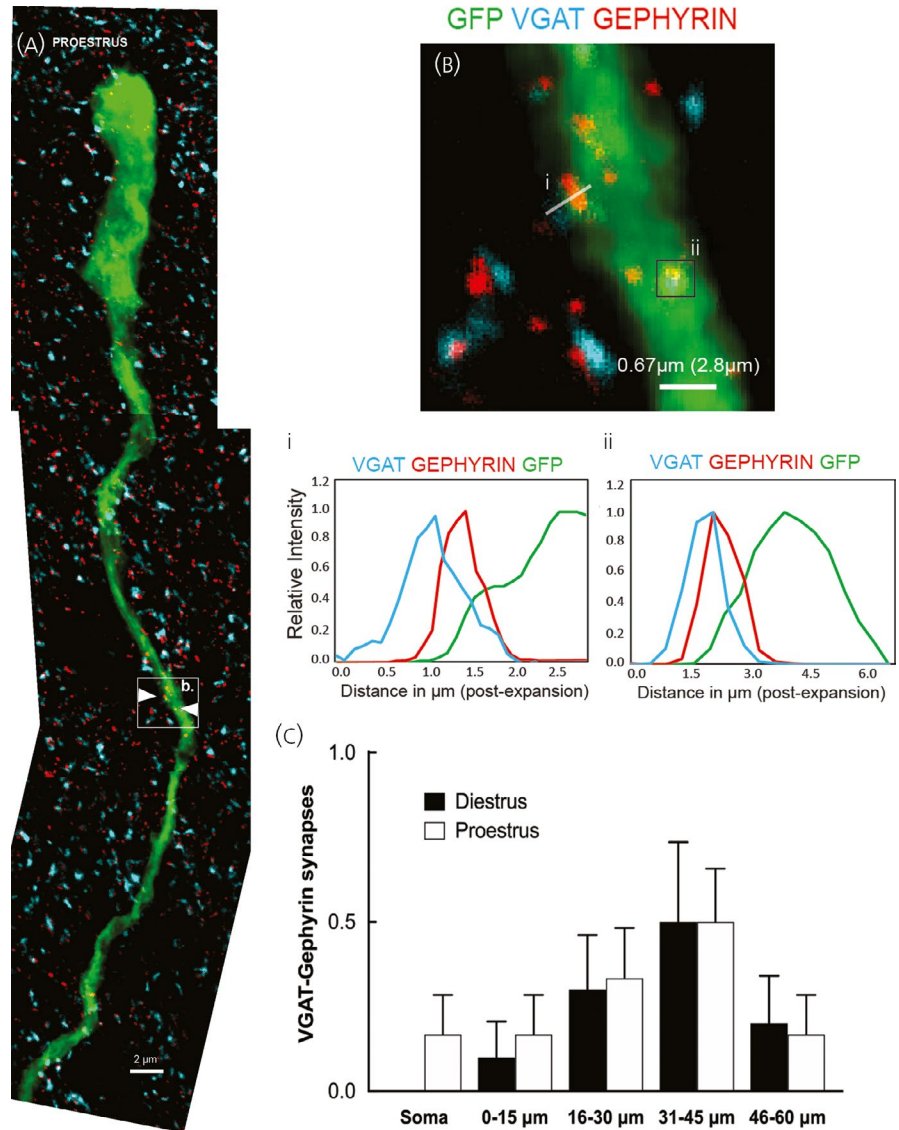 GFP VGAT GEPHYRIN
(A) PROESTRUS
b.
2 µm
(B)
i
ii
0.67µm (2.8µm)
i
VGAT GEPHYRIN GFP
Relative Intensity
1.2
1.0
0.8
0.6
0.4
0.2
0.0
0.0 0.5 1.0 1.5 2.0 2.5
Distance in µm (post-expansion)
ii
VGAT GEPHYRIN GFP
1.2
1.0
0.8
0.6
0.4
0.2
0.0
0.0 1.5 3.0 4.5 6.0
Distance in µm (post-expansion)
(C)
VGAT-Gephyrin synapses
1.0
0.5
0.0
Diestrus
Proestrus
Soma 0-15 µm 16-30 µm 31-45 µm 46-60 µm